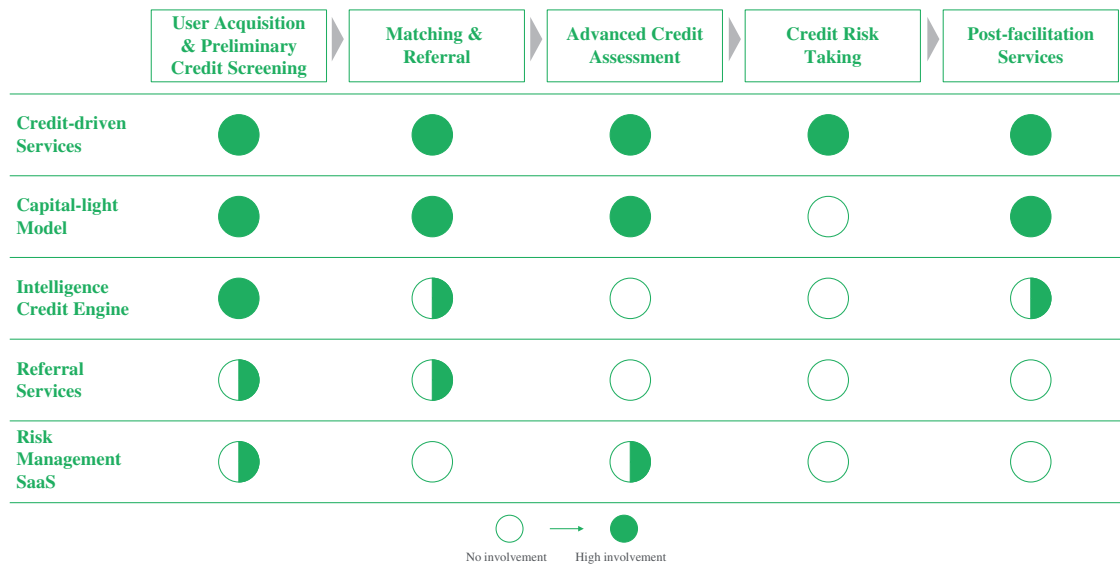 User Acquisition
& Preliminary
Credit Screening
Matching &
Referral
Advanced Credit
Assessment
Credit Risk
Taking
Post-facilitation
Services
Credit-driven
Services
Capital-light
Model
Intelligence
Credit Engine
Referral
Services
Risk
Management
SaaS
No involvement
High involvement